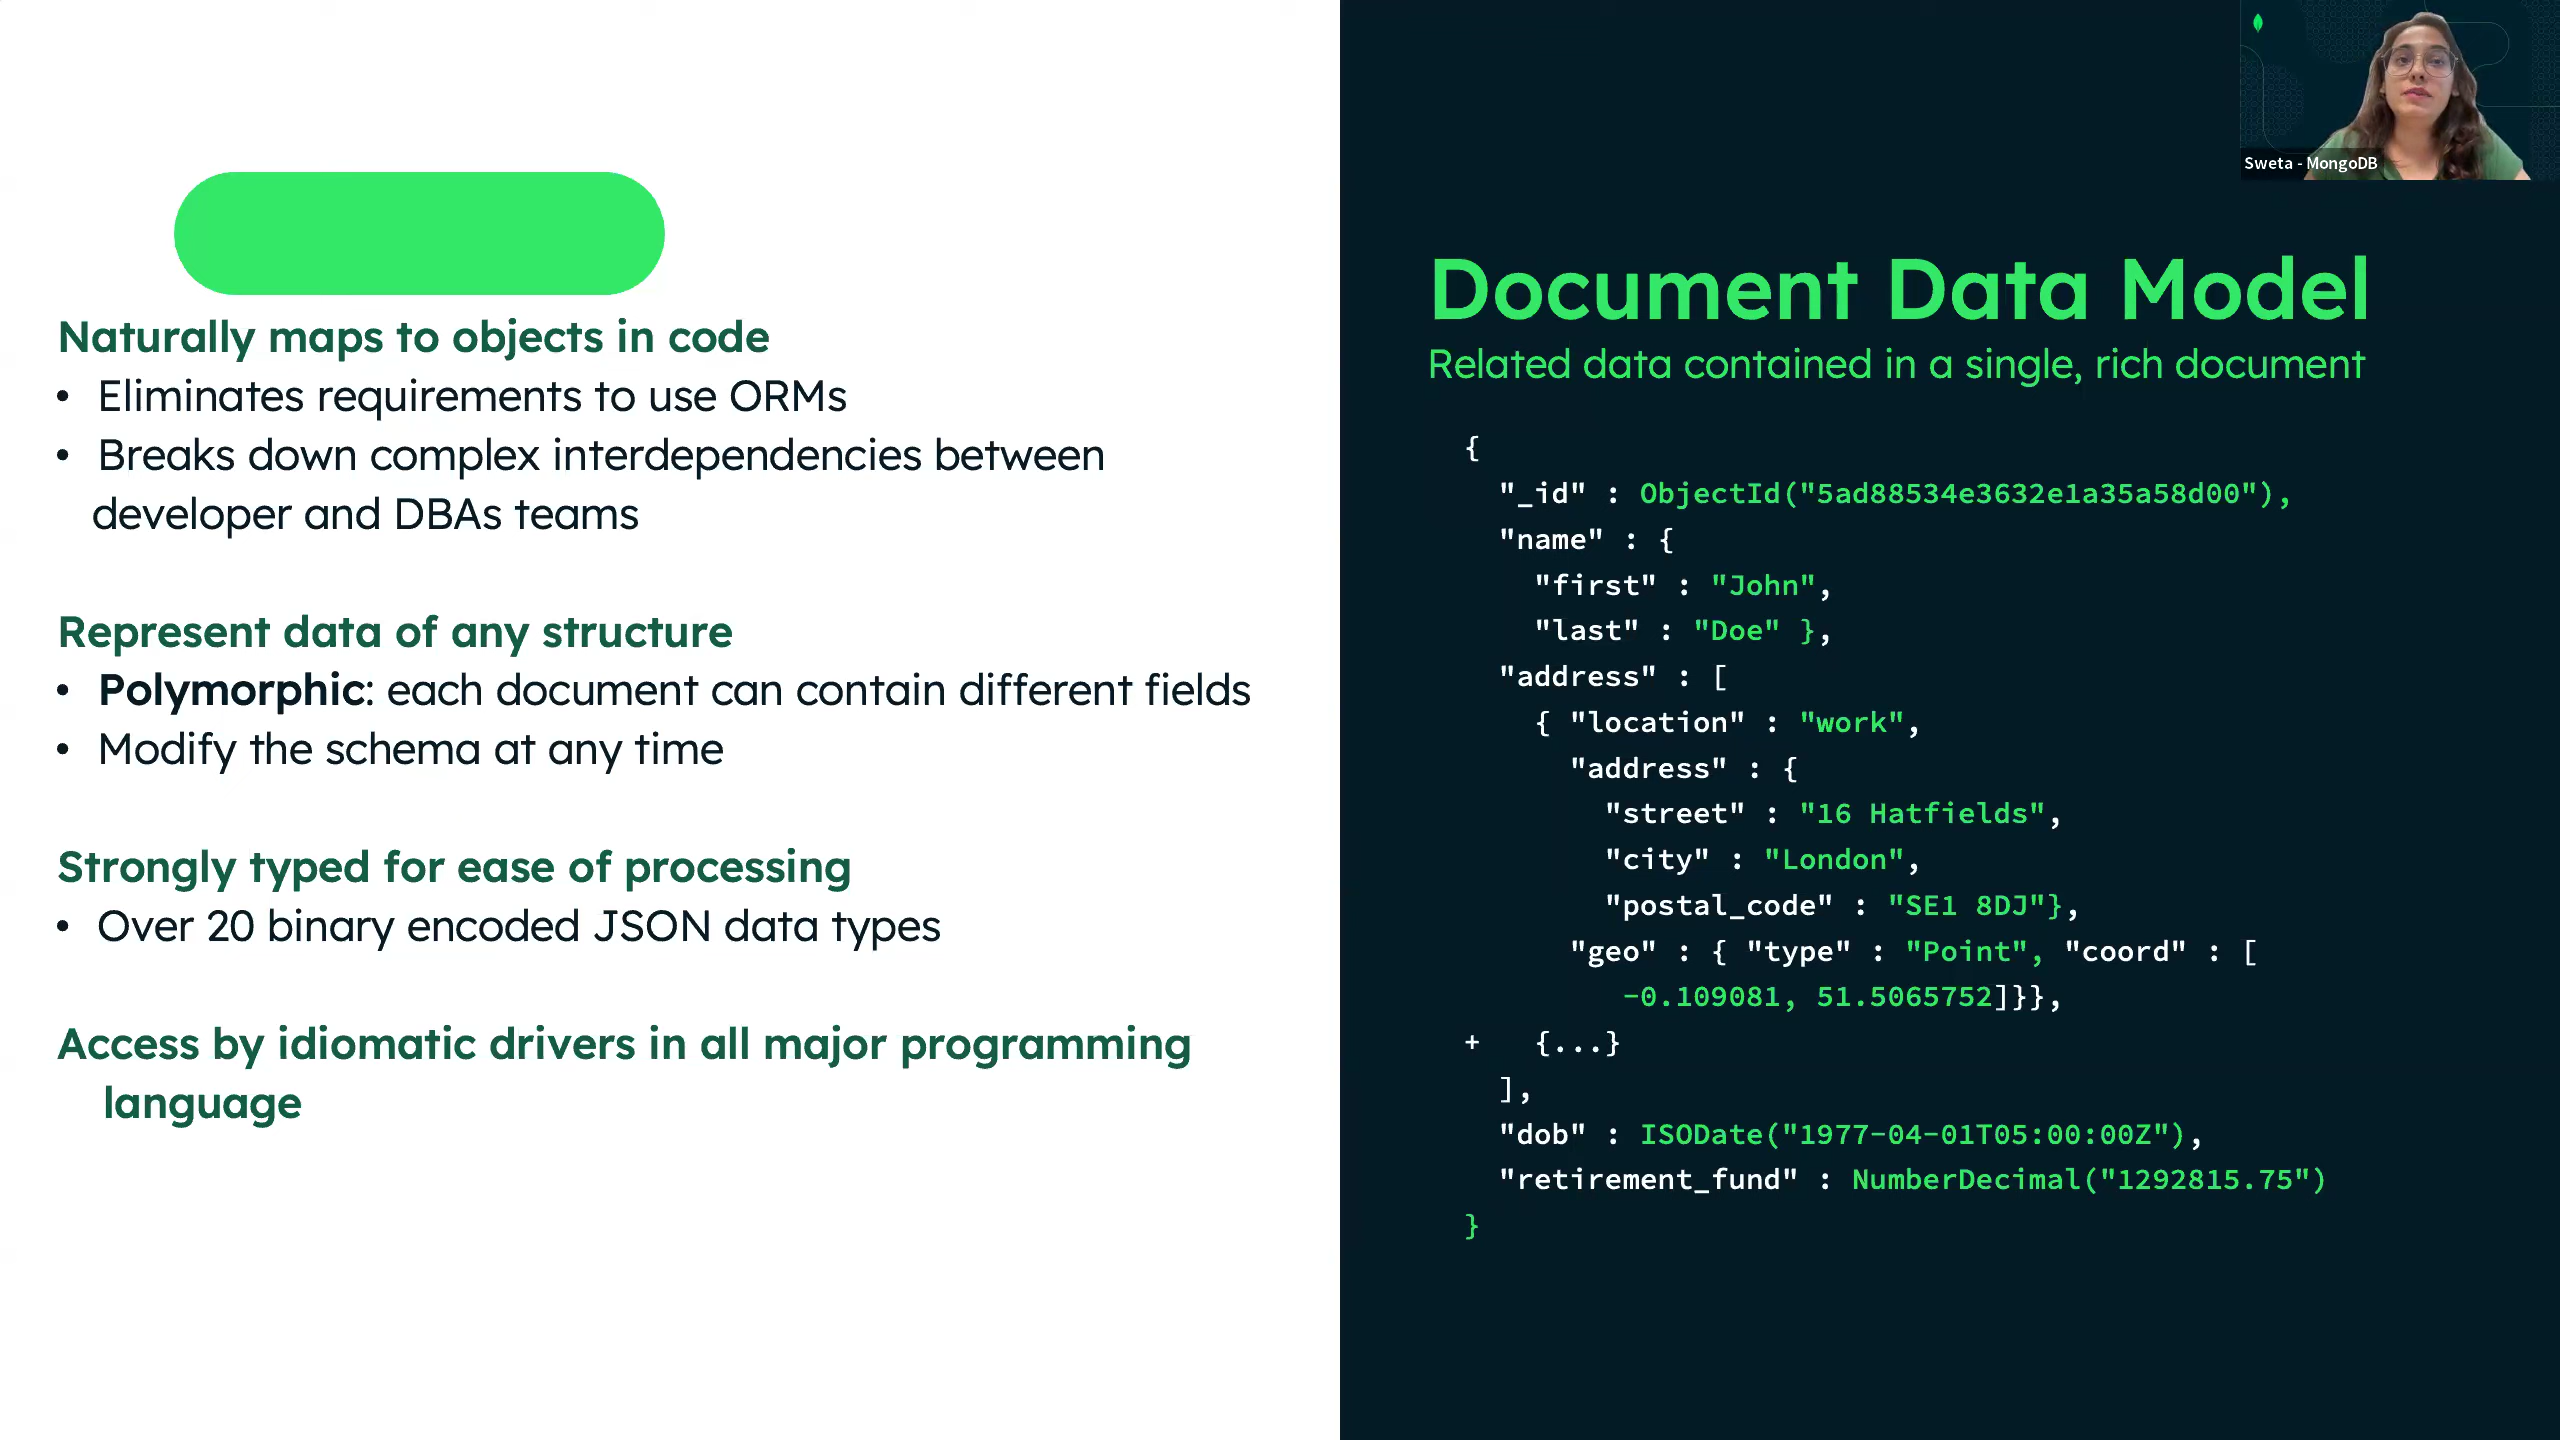 Naturally maps to objects in code
• Eliminates requirements to use ORMs
• Breaks down complex interdependencies between
developer and DBAs teams
Represent data of any structure
• Polymorphic: each document can contain different fields
• Modify the schema at any time
Strongly typed for ease of processing
• Over 20 binary encoded JSON data types
Access by idiomatic drivers in all major programming
language
Sweta - MongoDB
Document Data Model
Related data contained in a single, rich document
{
"_id" : ObjectId("5ad88534e3632e1a35a58d00"),
"name" : {
"first" : "John",
"last" : "Doe" },
"address" : [
{ "location" : "work",
"address" : {
"street" : "16 Hatfields",
"city" : "London",
"postal_code" : "SE1 8DJ"},
"geo" : { "type" : "Point", "coord" : [
-0.109081, 51.5065752]}},
+ {...}
],
"dob" : ISODate("1977-04-01T05:00:00Z"),
"retirement_fund" : NumberDecimal("1292815.75")
}